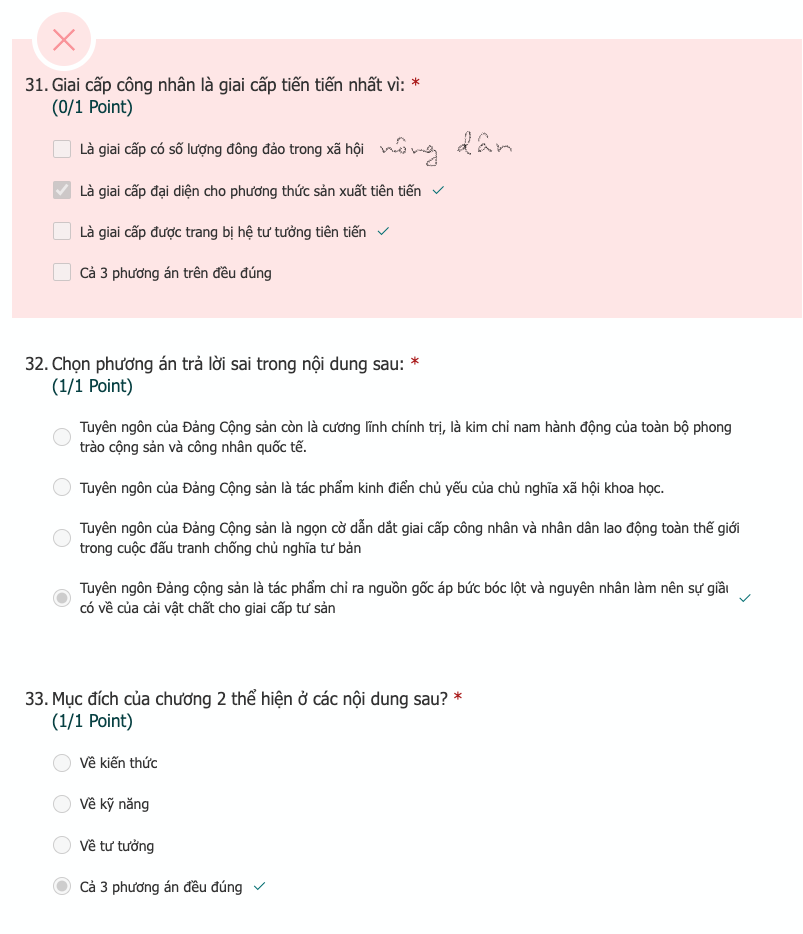 31. Giai cấp công nhân là giai cấp tiến tiến nhất vì: *
(0/1 Point)
Là giai cấp có số lượng đông đảo trong xã hội nông dân
Là giai cấp đại diện cho phương thức sản xuất tiên tiến
Là giai cấp được trang bị hệ tư tưởng tiên tiến
Cả 3 phương án trên đều đúng
32. Chọn phương án trả lời sai trong nội dung sau: *
(1/1 Point)
Tuyên ngôn của Đảng Cộng sản còn là cương lĩnh chính trị, là kim chỉ nam hành động của toàn bộ phong
trào cộng sản và công nhân quốc tế.
Tuyên ngôn của Đảng Cộng sản là tác phẩm kinh điển chủ yếu của chủ nghĩa xã hội khoa học.
Tuyên ngôn của Đảng Cộng sản là ngọn cờ dẫn dắt giai cấp công nhân và nhân dân lao động toàn thế giới
trong cuộc đấu tranh chống chủ nghĩa tư bản
Tuyên ngôn Đảng cộng sản là tác phẩm chỉ ra nguồn gốc áp bức bóc lột và nguyên nhân làm nên sự giàu
có về của cải vật chất cho giai cấp tư sản
33. Mục đích của chương 2 thể hiện ở các nội dung sau? *
(1/1 Point)
Về kiến thức
Về kỹ năng
Về tư tưởng
Cả 3 phương án đều đúng